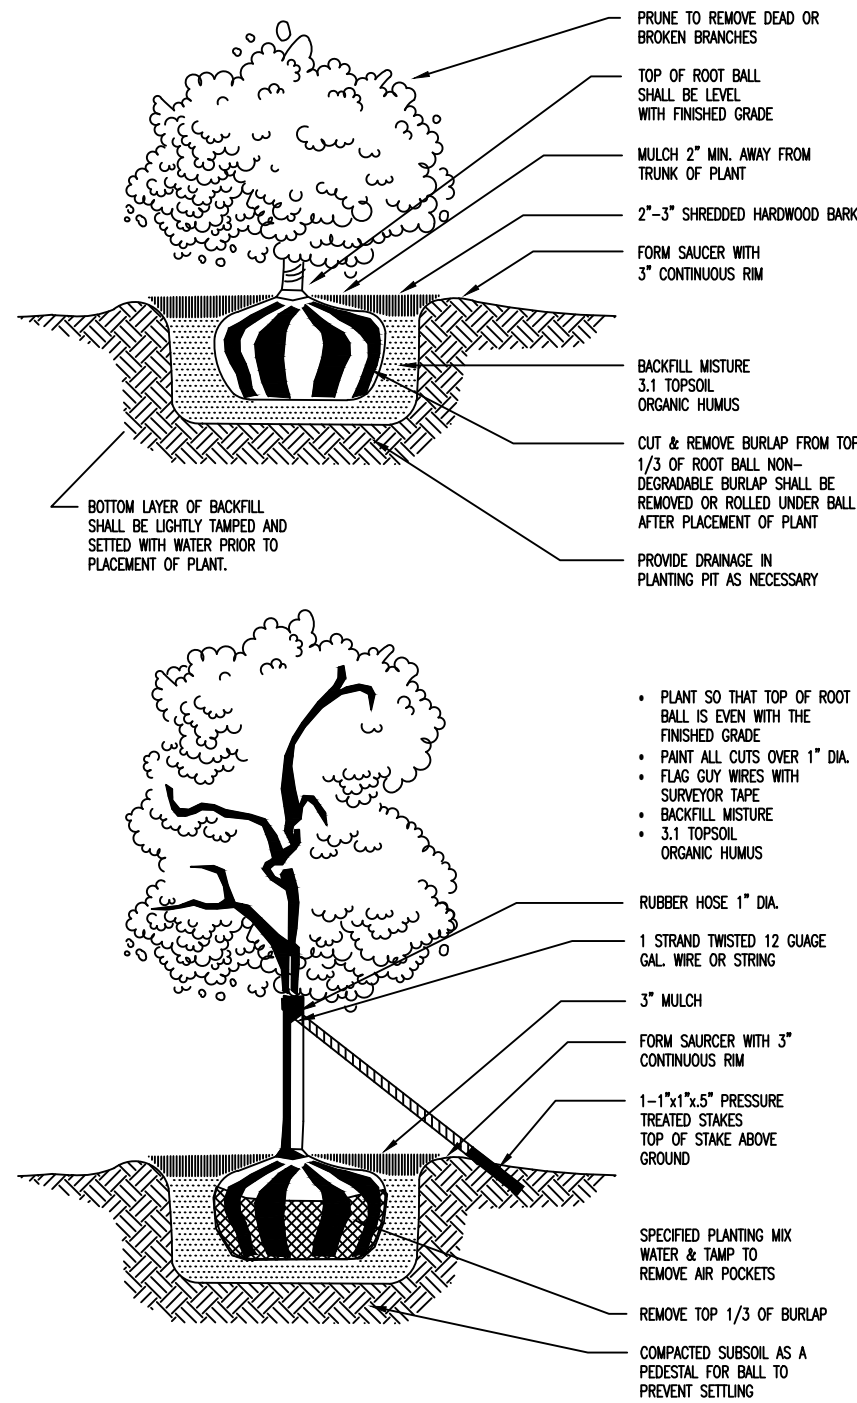 PRUNE TO REMOVE DEAD OR
BROKEN BRANCHES
TOP OF ROOT BALL
SHALL BE LEVEL
WITH FINISHED GRADE
MULCH 2" MIN. AWAY FROM
TRUNK OF PLANT
2"-3" SHREDDED HARDWOOD BARK
FORM SAUCER WITH
3" CONTINUOUS RIM
BACKFILL MISTURE
3.1 TOPSOIL
ORGANIC HUMUS
CUT & REMOVE BURLAP FROM TOP
1/3 OF ROOT BALL NON-
DEGRADABLE BURLAP SHALL BE
REMOVED OR ROLLED UNDER BALL
AFTER PLACEMENT OF PLANT
BOTTOM LAYER OF BACKFILL
SHALL BE LIGHTLY TAMPED AND
SETTED WITH WATER PRIOR TO
PLACEMENT OF PLANT.
PROVIDE DRAINAGE IN
PLANTING PIT AS NECESSARY
• PLANT SO THAT TOP OF ROOT
BALL IS EVEN WITH THE
FINISHED GRADE
• PAINT ALL CUTS OVER 1" DIA.
• FLAG GUY WIRES WITH
SURVEYOR TAPE
• BACKFILL MISTURE
• 3.1 TOPSOIL
ORGANIC HUMUS
RUBBER HOSE 1" DIA.
1 STRAND TWISTED 12 GUAGE
GAL. WIRE OR STRING
3" MULCH
FORM SAURCER WITH 3"
CONTINUOUS RIM
1-1"x1"x.5" PRESSURE
TREATED STAKES
TOP OF STAKE ABOVE
GROUND
SPECIFIED PLANTING MIX
WATER & TAMP TO
REMOVE AIR POCKETS
REMOVE TOP 1/3 OF BURLAP
COMPACTED SUBSOIL AS A
PEDESTAL FOR BALL TO
PREVENT SETTLING